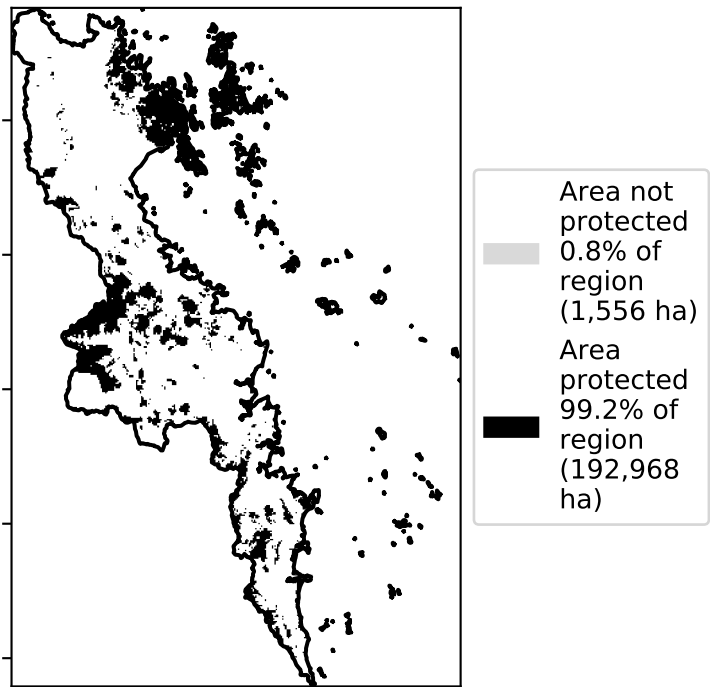 Area not
protected
0.8% of
region
(1,556 ha)
Area
protected
99.2% of
region
(192,968
ha)